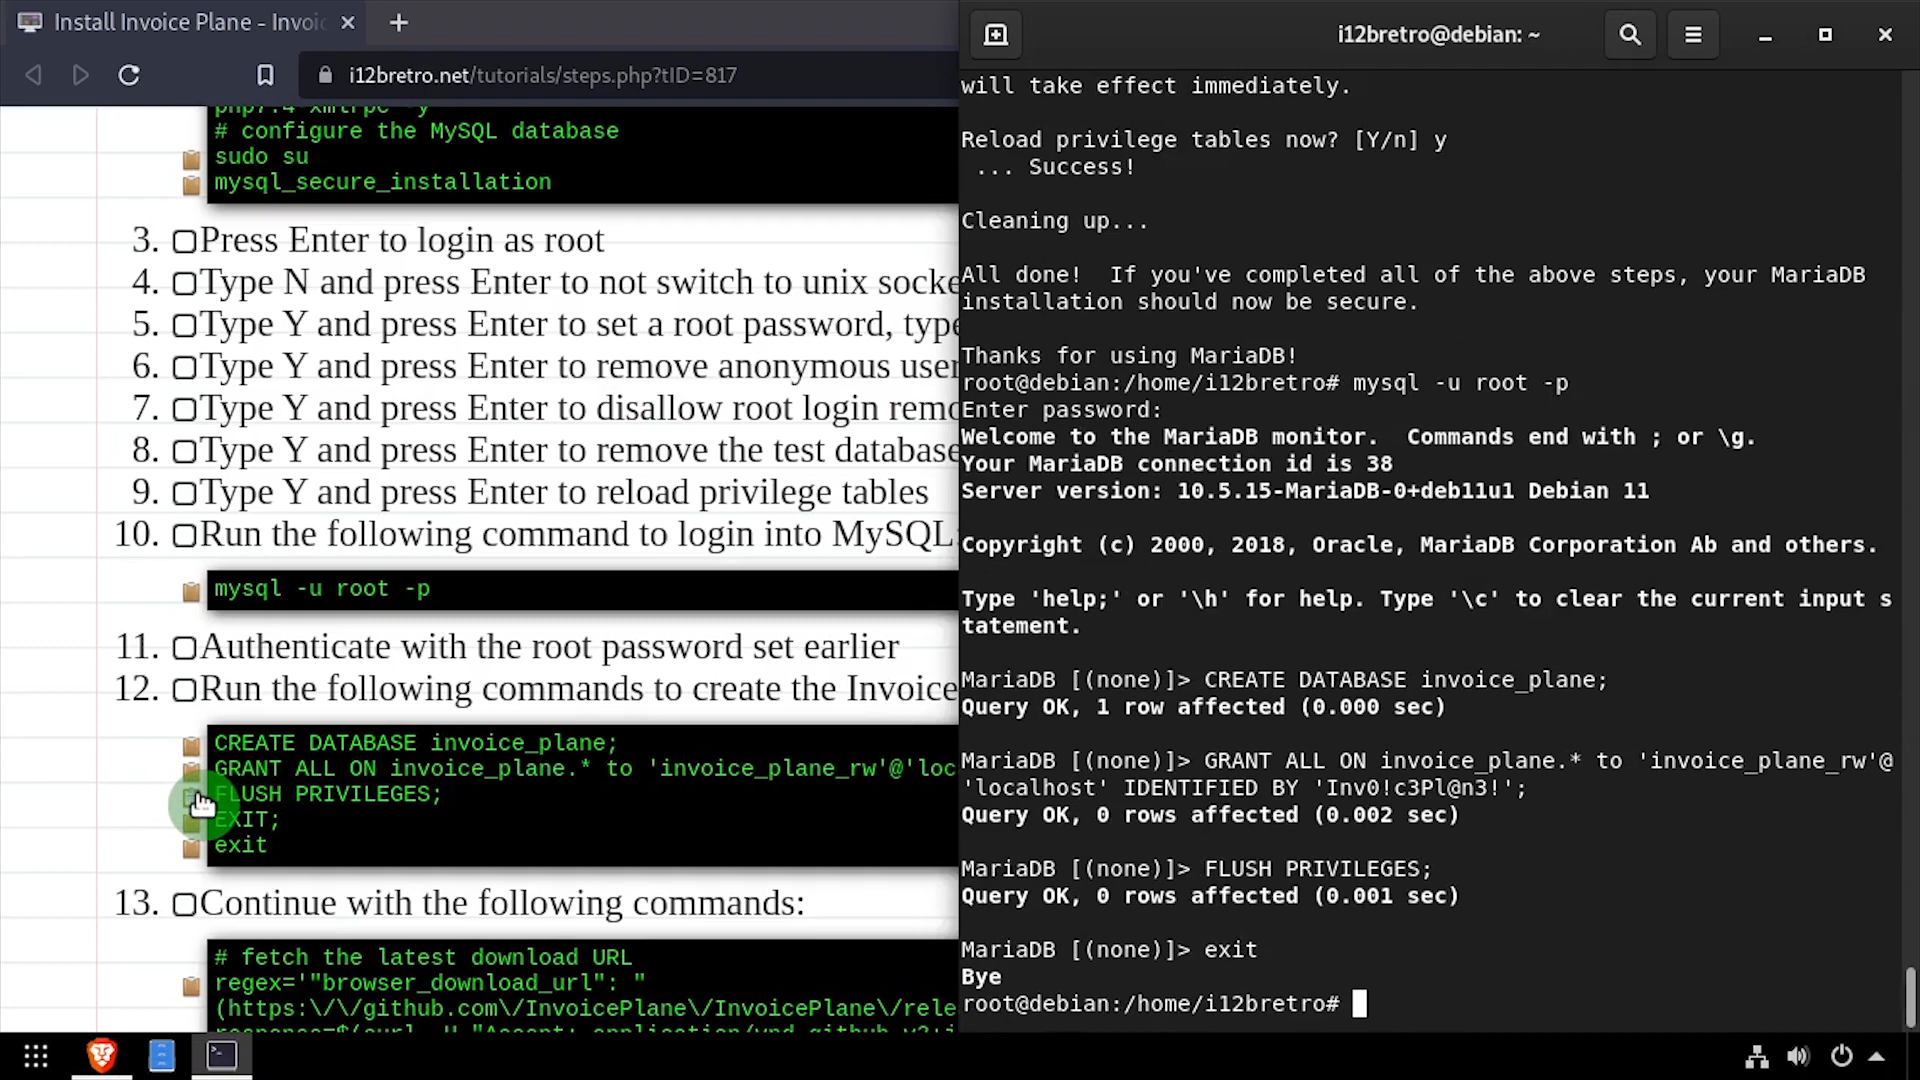 Install Invoice Plane - Invoi
i12bretro.net/tutorials/steps.php?tID=817
php7.4-xmlrpc -y
# configure the MySQL database
sudo su
mysql_secure_installation
3. Press Enter to login as root
4. Type N and press Enter to not switch to unix socke
5. Type Y and press Enter to set a root password, type
6. Type Y and press Enter to remove anonymous user
7. Type Y and press Enter to disallow root login remo
8. Type Y and press Enter to remove the test database
9. Type Y and press Enter to reload privilege tables
10. Run the following command to login into MySQL:
mysql -u root -p
11. Authenticate with the root password set earlier
12. Run the following commands to create the Invoice
CREATE DATABASE invoice_plane;
GRANT ALL ON invoice_plane.* to 'invoice_plane_rw'@'loc
FLUSH PRIVILEGES;
EXIT;
exit
13. Continue with the following commands:
# fetch the latest download URL
regex='"browser_download_url": "
(https:\/\/github.com\/InvoicePlane\/InvoicePlane\/rele
response=$(curl -H "Accept: application/vnd.github.v3+j
i12bretro@debian: ~
will take effect immediately.
Reload privilege tables now? [Y/n] y
... Success!
Cleaning up...
All done!  If you've completed all of the above steps, your MariaDB
installation should now be secure.
Thanks for using MariaDB!
root@debian:/home/i12bretro# mysql -u root -p
Enter password:
Welcome to the MariaDB monitor.  Commands end with ; or \g.
Your MariaDB connection id is 38
Server version: 10.5.15-MariaDB-0+deb11u1 Debian 11
Copyright (c) 2000, 2018, Oracle, MariaDB Corporation Ab and others.
Type 'help;' or '\h' for help. Type '\c' to clear the current input s
tatement.
MariaDB [(none)]> CREATE DATABASE invoice_plane;
Query OK, 1 row affected (0.000 sec)
MariaDB [(none)]> GRANT ALL ON invoice_plane.* to 'invoice_plane_rw'@
'localhost' IDENTIFIED BY 'Inv0!c3Pl@n3!';
Query OK, 0 rows affected (0.002 sec)
MariaDB [(none)]> FLUSH PRIVILEGES;
Query OK, 0 rows affected (0.001 sec)
MariaDB [(none)]> exit
Bye
root@debian:/home/i12bretro#